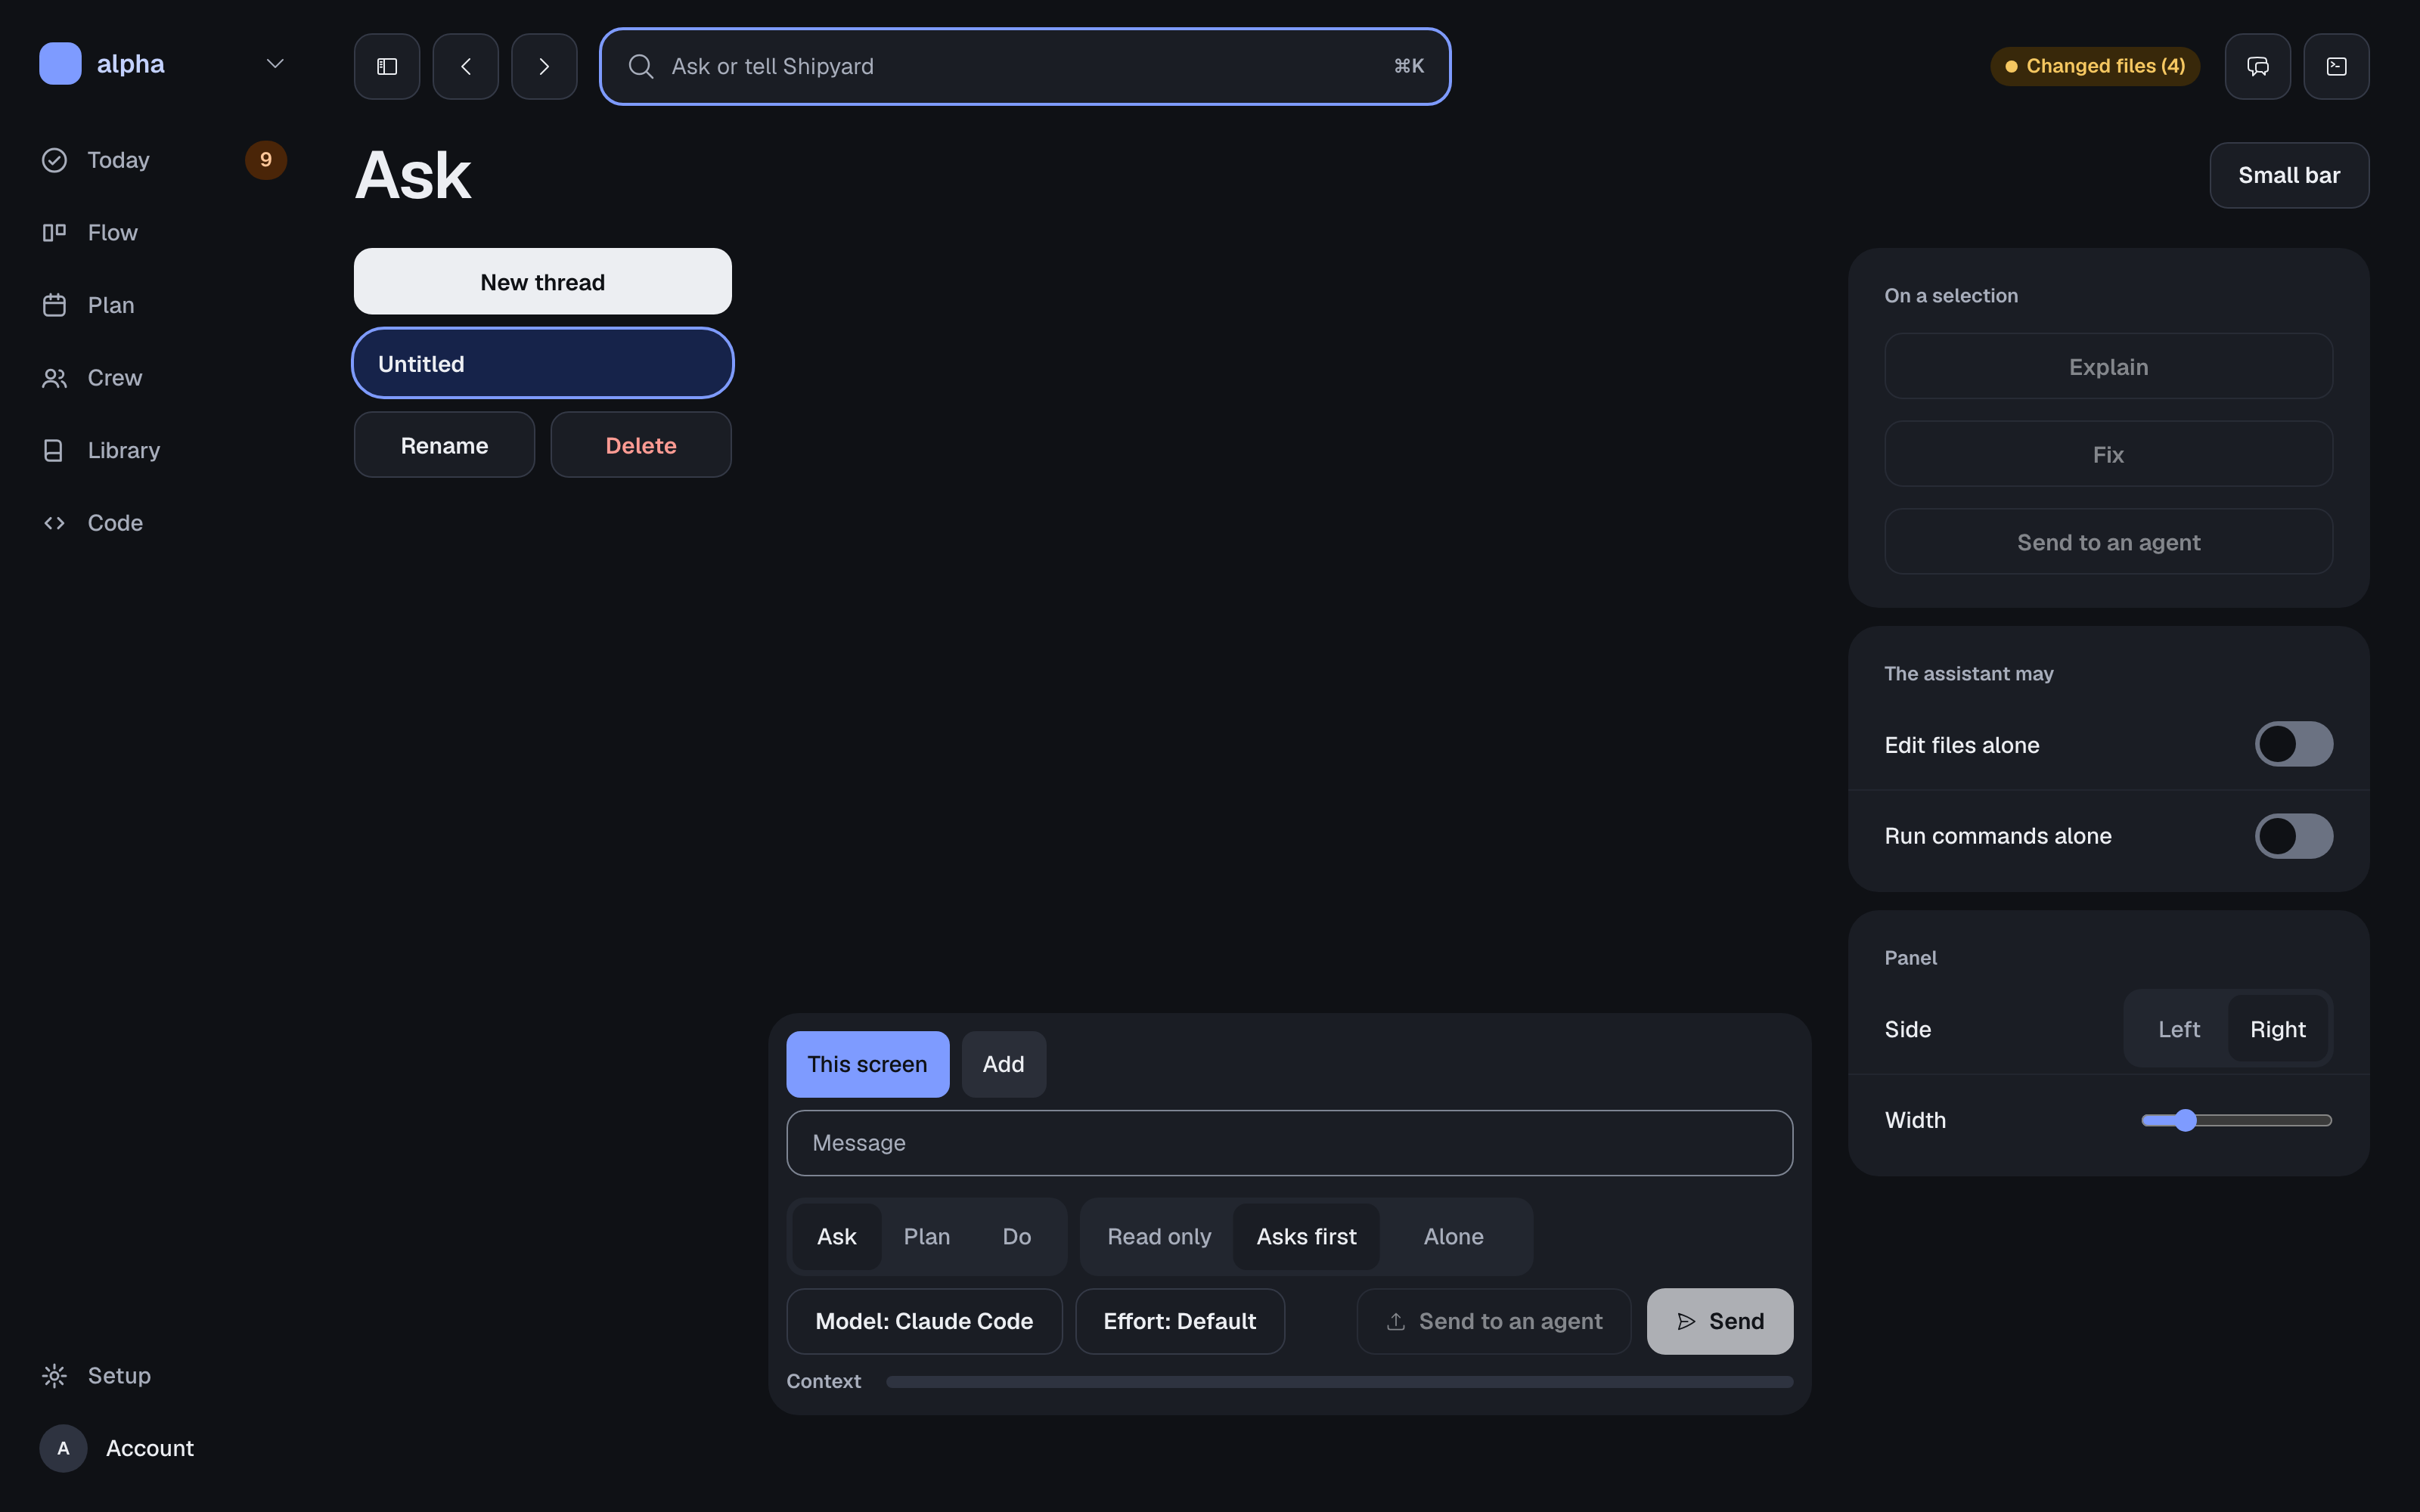 alpha
Ask or tell Shipyard
⌘K
Changed files (4)
Today
9
Flow
Plan
Crew
Library
Code
Setup
A
Account
Ask
Small bar
New thread
Untitled
Rename
Delete
This screen
Add
Message
Ask
Plan
Do
Read only
Asks first
Alone
Model: Claude Code
Effort: Default
Send to an agent
Send
Context
On a selection
Explain
Fix
Send to an agent
The assistant may
Edit files alone
Run commands alone
Panel
Side
Left
Right
Width